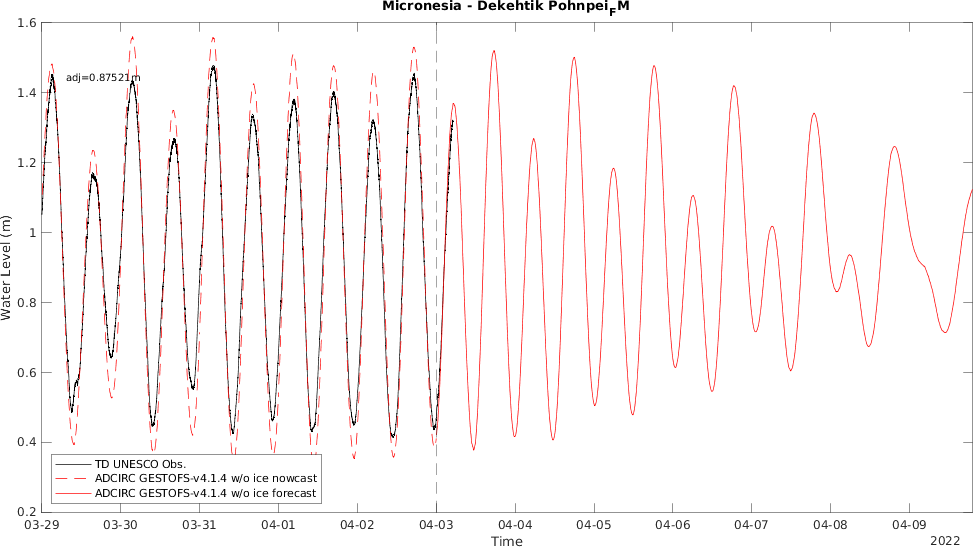 Micronesia - Dekehtik Pohnpei_FM
1.6
1.4
1.2
1
0.8
0.6
0.4
0.2
Water Level (m)
adj=0.87521m
TD UNESCO Obs.
ADCIRC GESTOFS-v4.1.4 w/o ice nowcast
ADCIRC GESTOFS-v4.1.4 w/o ice forecast
03-29 03-30 03-31 04-01 04-02 04-03 04-04 04-05 04-06 04-07 04-08 04-09
Time
2022